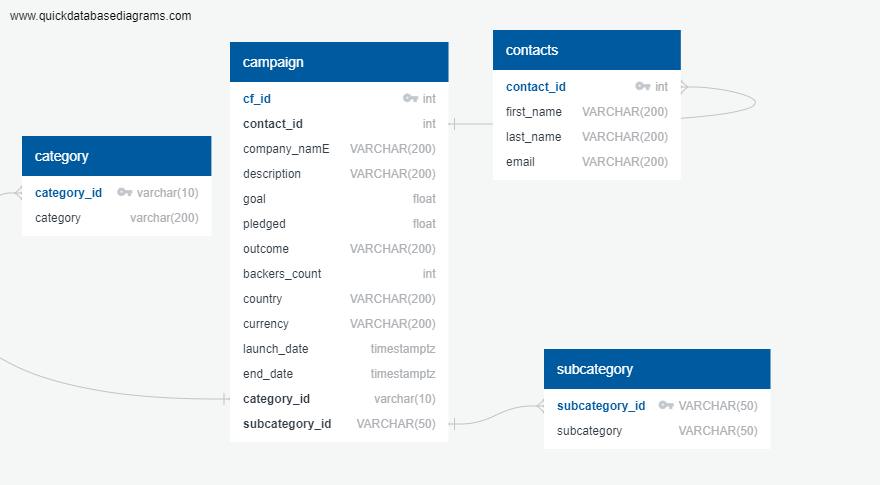 www.quickdatabasediagrams.com
campaign
cf_id int
contact_id int
company_namE VARCHAR(200)
description VARCHAR(200)
goal float
pledged float
outcome VARCHAR(200)
backers_count int
country VARCHAR(200)
currency VARCHAR(200)
launch_date timestamptz
end_date timestamptz
category_id varchar(10)
subcategory_id VARCHAR(50)
contacts
contact_id int
first_name VARCHAR(200)
last_name VARCHAR(200)
email VARCHAR(200)
category
category_id varchar(10)
category varchar(200)
subcategory
subcategory_id VARCHAR(50)
subcategory VARCHAR(50)